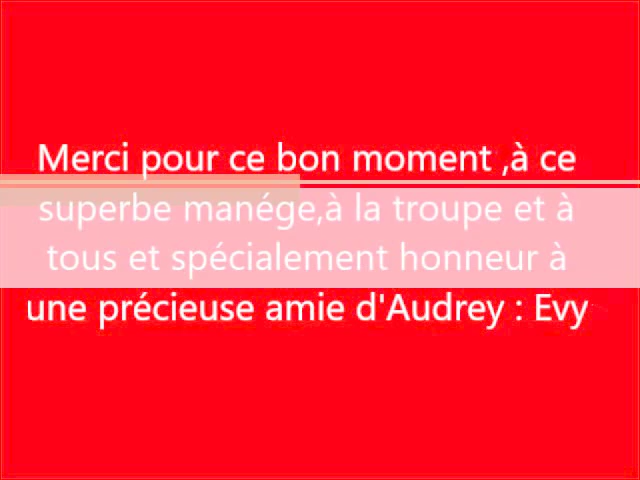 Merci pour ce bon moment ,à ce
superbe manége,à la troupe et à
tous et spécialement honneur à
une précieuse amie d'Audrey : Evy